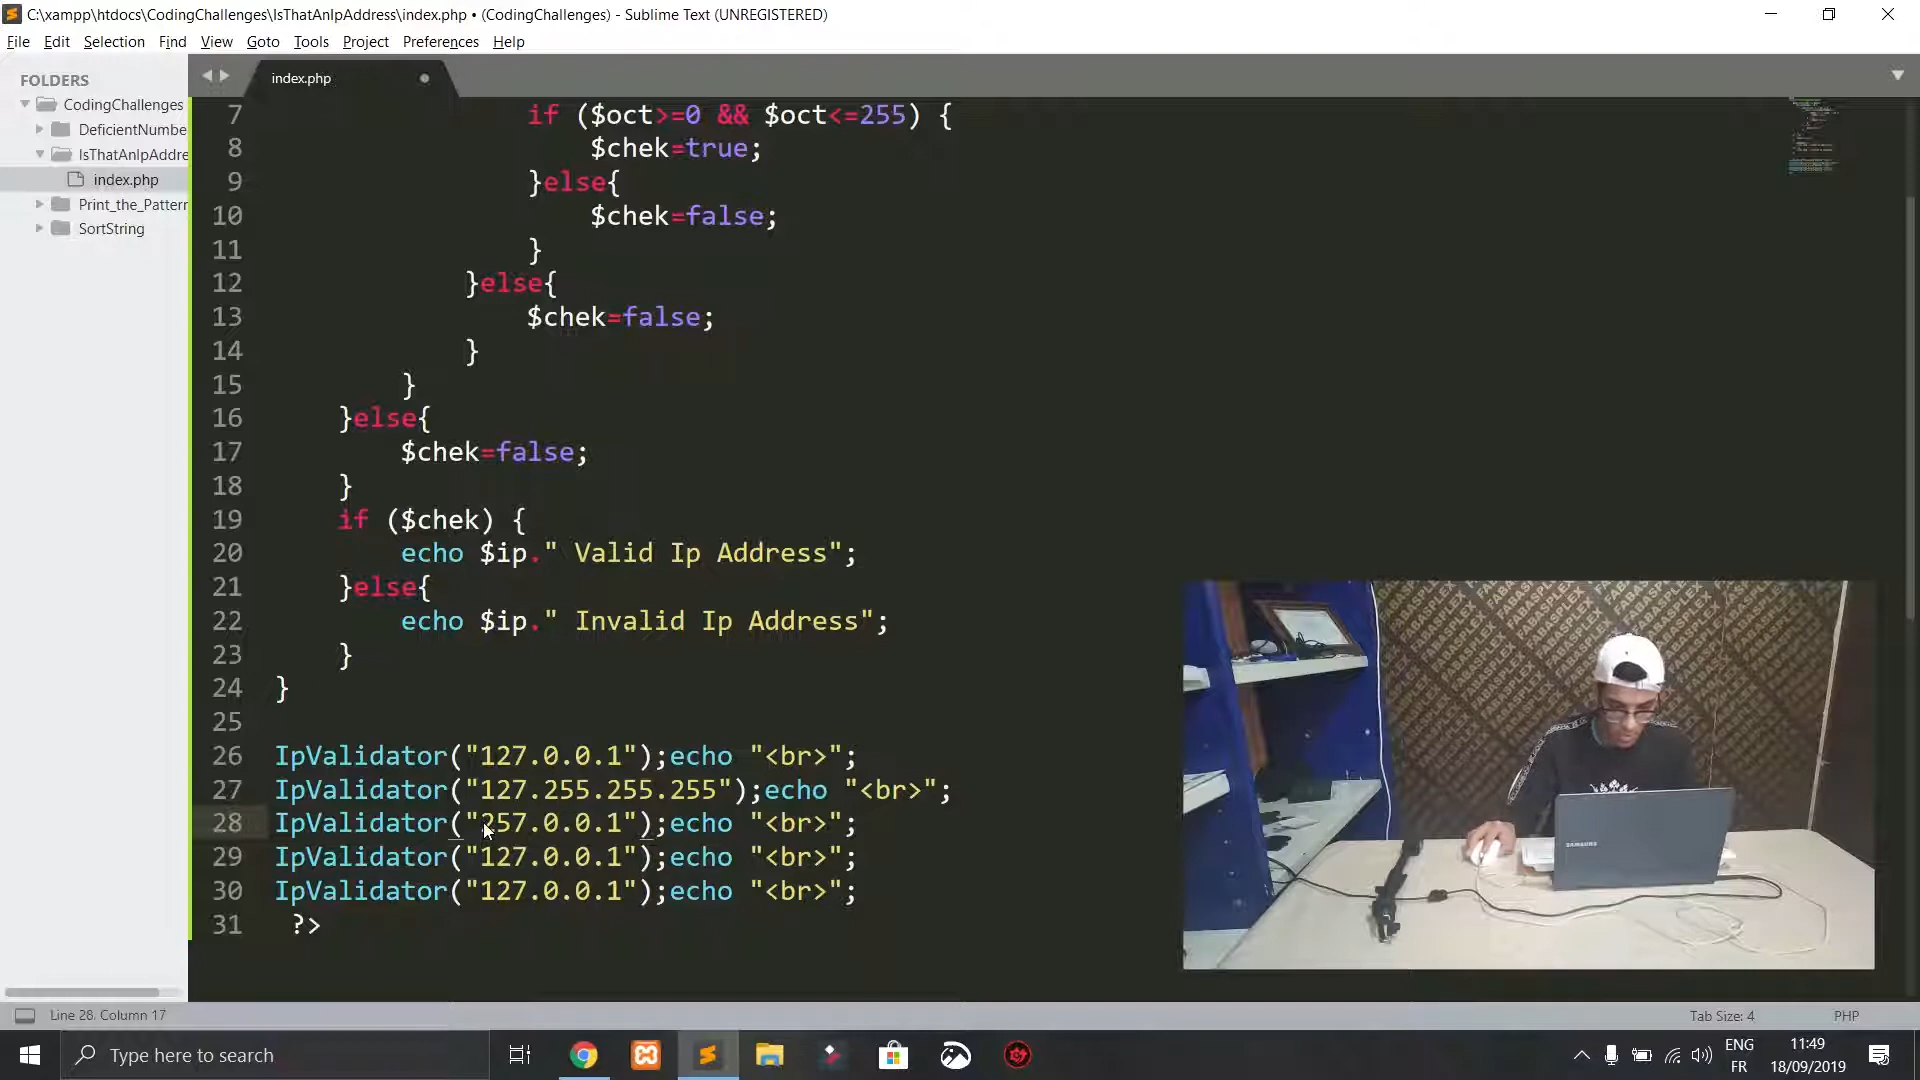 C:\xampp\htdocs\CodingChallenges\IsThatAnIpAddress\index.php • (CodingChallenges) - Sublime Text (UNREGISTERED)
File Edit Selection Find View Goto Tools Project Preferences Help
FOLDERS
CodingChallenges
DeficientNumbe
IsThatAnIpAddre
index.php
Print_the_Patterr
SortString
index.php
7 if ($oct>=0 && $oct<=255) {
8 $chek=true;
9 }else{
10 $chek=false;
11 }
12 }else{
13 $chek=false;
14 }
15 }
16 }else{
17 $chek=false;
18 }
19 if ($chek) {
20 echo $ip." Valid Ip Address";
21 }else{
22 echo $ip." Invalid Ip Address";
23 }
24 }
25
26 IpValidator("127.0.0.1");echo "<br>";
27 IpValidator("127.255.255.255");echo "<br>";
28 IpValidator("257.0.0.1");echo "<br>";
29 IpValidator("127.0.0.1");echo "<br>";
30 IpValidator("127.0.0.1");echo "<br>";
31 ?>
FABASPLEX
SAMSUNG
Line 28, Column 17
Tab Size: 4
PHP
Type here to search
ENG
FR
11:49
18/09/2019